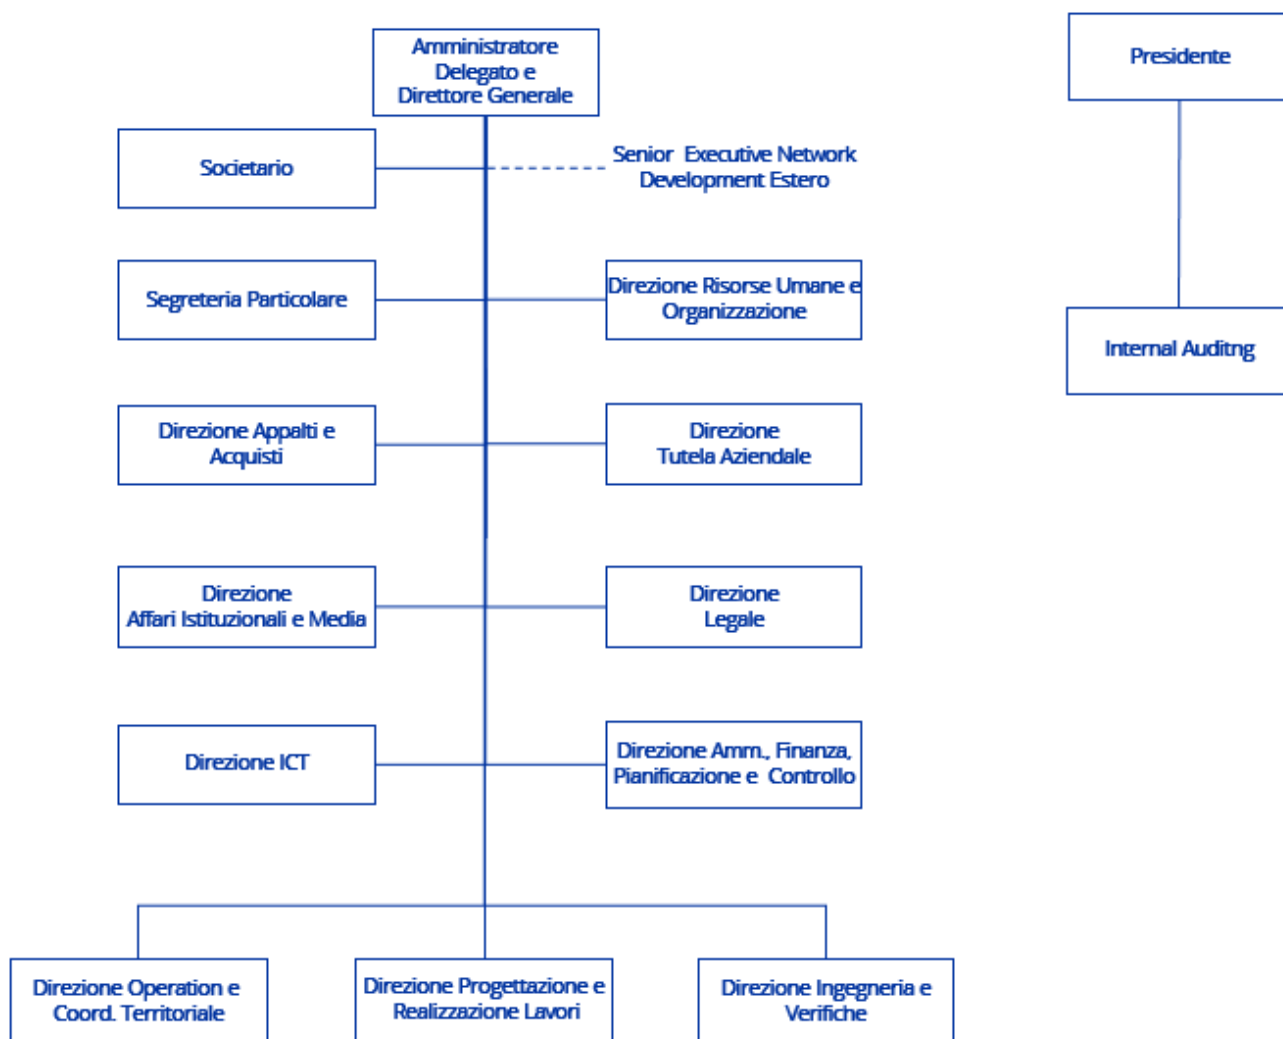 Amministratore
Delegato e
Direttore Generale
Presidente
Societario
Senior Executive Network
Development Estero
Segreteria Particolare
Direzione Risorse Umane e
Organizzazione
Internal Auditng
Direzione Appalti e
Acquisti
Direzione
Tutela Aziendale
Direzione
Affari Istituzionali e Media
Direzione
Legale
Direzione ICT
Direzione Amm., Finanza,
Pianificazione e Controllo
Direzione Operation e
Coord. Territoriale
Direzione Progettazione e
Realizzazione Lavori
Direzione Ingegneria e
Verifiche